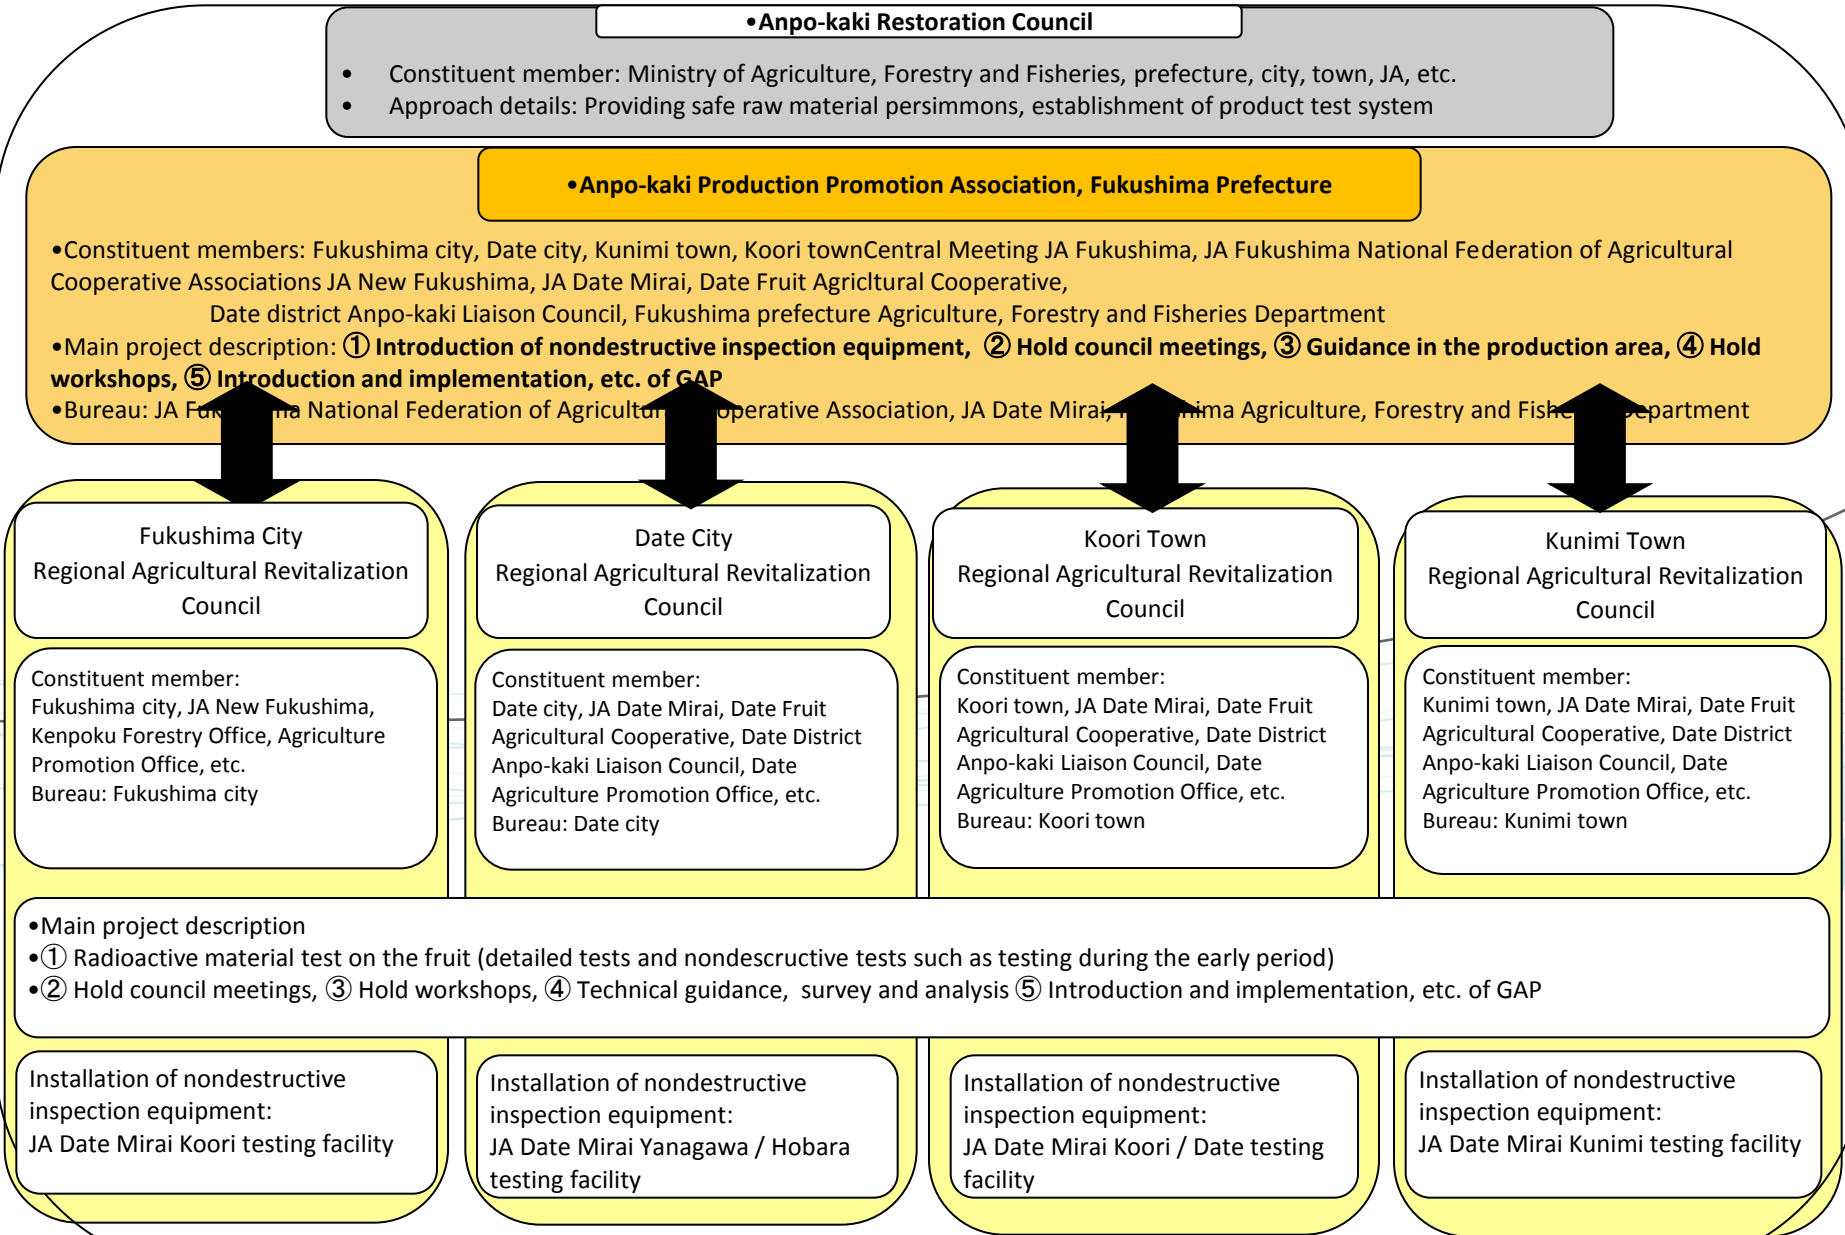 •Anpo-kaki Restoration Council
• Constituent member: Ministry of Agriculture, Forestry and Fisheries, prefecture, city, town, JA, etc.
• Approach details: Providing safe raw material persimmons, establishment of product test system
•Anpo-kaki Production Promotion Association, Fukushima Prefecture
•Constituent members: Fukushima city, Date city, Kunimi town, Koori townCentral Meeting JA Fukushima, JA Fukushima National Federation of Agricultural
Cooperative Associations JA New Fukushima, JA Date Mirai, Date Fruit Agricltural Cooperative,
Date district Anpo-kaki Liaison Council, Fukushima prefecture Agriculture, Forestry and Fisheries Department
•Main project description: ① Introduction of nondestructive inspection equipment, ② Hold council meetings, ③ Guidance in the production area, ④ Hold
workshops, ⑤ Introduction and implementation, etc. of GAP
•Bureau: JA National Federation of Association, JA Date Mirai, Agriculture, Forestry and
Fukushima City
Regional Agricultural Revitalization
Council
Constituent member:
Fukushima city, JA New Fukushima,
Kenpoku Forestry Office, Agriculture
Promotion Office, etc.
Bureau: Fukushima city
Date City
Regional Agricultural Revitalization
Council
Constituent member:
Date city, JA Date Mirai, Date Fruit
Agricultural Cooperative, Date District
Anpo-kaki Liaison Council, Date
Agriculture Promotion Office, etc.
Bureau: Date city
Koori Town
Regional Agricultural Revitalization
Council
Constituent member:
Koori town, JA Date Mirai, Date Fruit
Agricultural Cooperative, Date District
Anpo-kaki Liaison Council, Date
Agriculture Promotion Office, etc.
Bureau: Koori town
Kunimi Town
Regional Agricultural Revitalization
Council
Constituent member:
Kunimi town, JA Date Mirai, Date Fruit
Agricultural Cooperative, Date District
Anpo-kaki Liaison Council, Date
Agriculture Promotion Office, etc.
Bureau: Kunimi town
•Main project description
•① Radioactive material test on the fruit (detailed tests and nondescructive tests such as testing during the early period)
•② Hold council meetings, ③ Hold workshops, ④ Technical guidance, survey and analysis ⑤ Introduction and implementation, etc. of GAP
Installation of nondestructive
inspection equipment:
JA Date Mirai Koori testing facility
Installation of nondestructive
inspection equipment:
JA Date Mirai Yanagawa / Hobara
testing facility
Installation of nondestructive
inspection equipment:
JA Date Mirai Koori / Date testing
facility
Installation of nondestructive
inspection equipment:
JA Date Mirai Kunimi testing facility